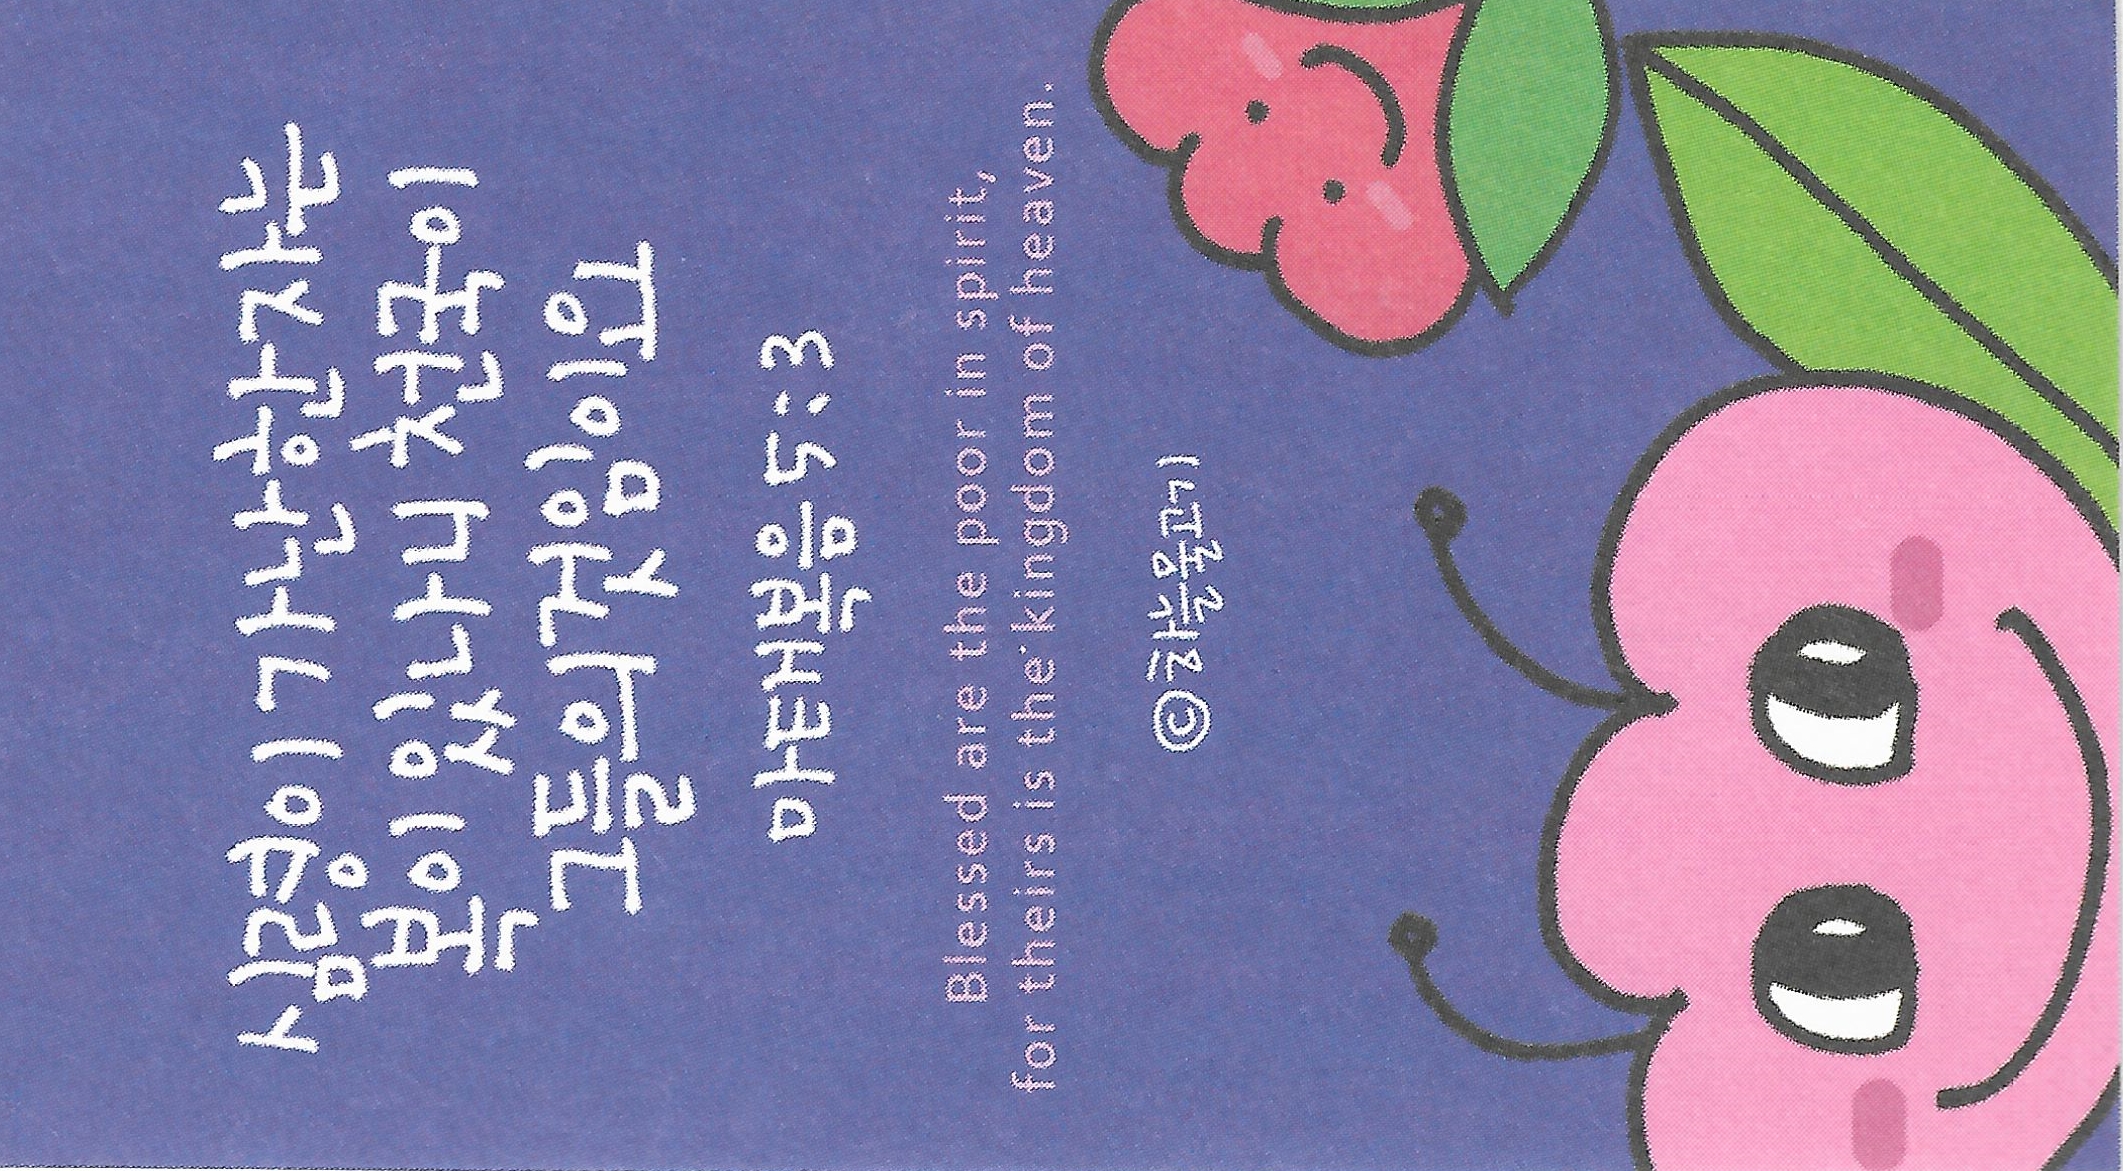 심령이 가난한 자는
복이 있나니 천국이
그들의 것임이요
마태복음 5:3
Blessed are the poor in spirit,
for theirs is the kingdom of heaven.
©하늘물고기